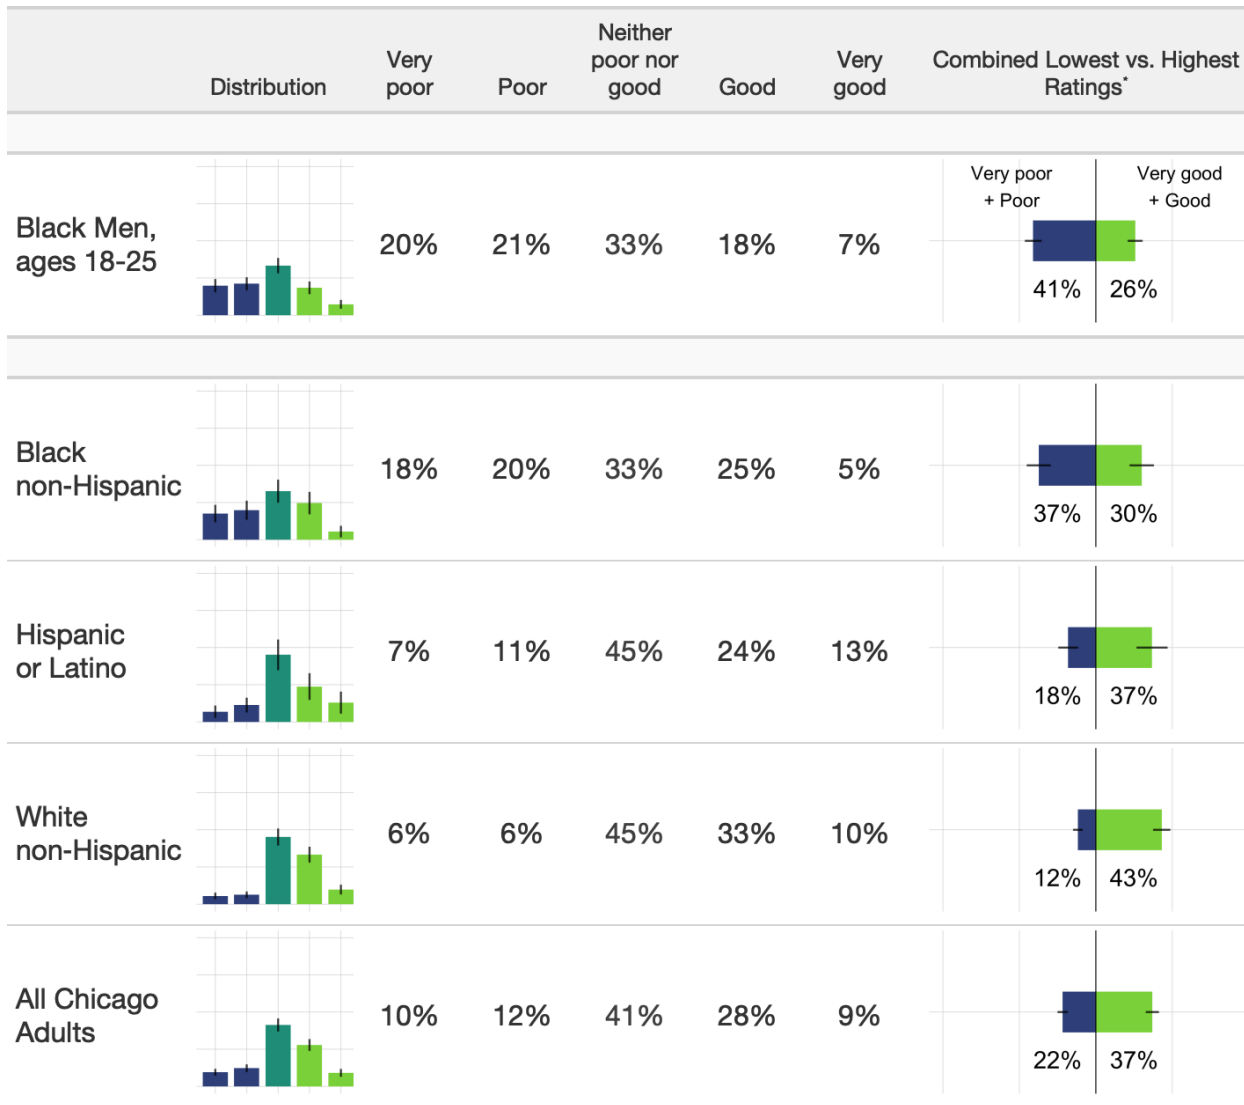 Distribution Very poor Poor Neither poor nor good Good Very good Combined Lowest vs. Highest Ratings*
Very poor + Poor Very good + Good
Black Men,
ages 18-25
20% 21% 33% 18% 7%
41% 26%
Black
non-Hispanic
18% 20% 33% 25% 5%
37% 30%
Hispanic
or Latino
7% 11% 45% 24% 13%
18% 37%
White
non-Hispanic
6% 6% 45% 33% 10%
12% 43%
All Chicago
Adults
10% 12% 41% 28% 9%
22% 37%